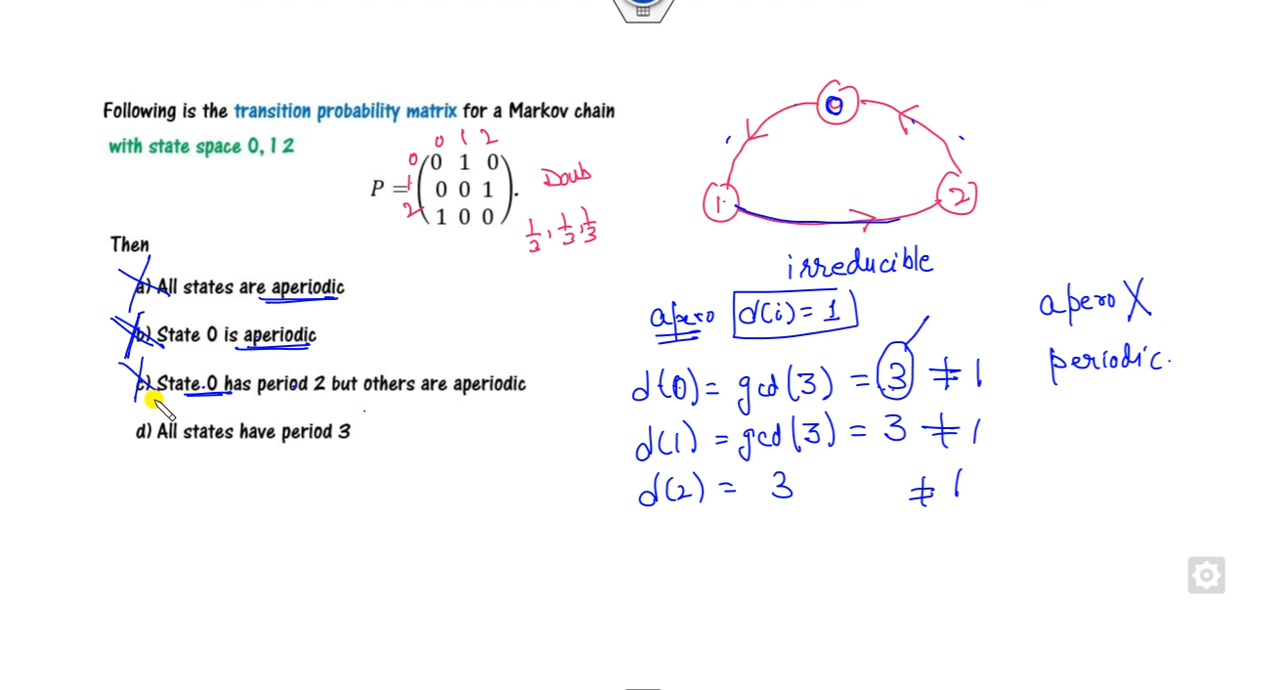 Following is the transition probability matrix for a Markov chain
with state space 0, 1 2
0 1 2
0 0 1 0
P = 1 0 0 1 .
2 1 0 0
Doub
1/3, 1/3, 1/3
Then
a) All states are aperiodic
b) State 0 is aperiodic
c) State 0 has period 2 but others are aperiodic
d) All states have period 3
0
1
2
irreducible
apero d(i) = 1
d(0) = gcd(3) = 3 ≠ 1
d(1) = gcd(3) = 3 ≠ 1
d(2) = 3 ≠ 1
apero X
periodic.